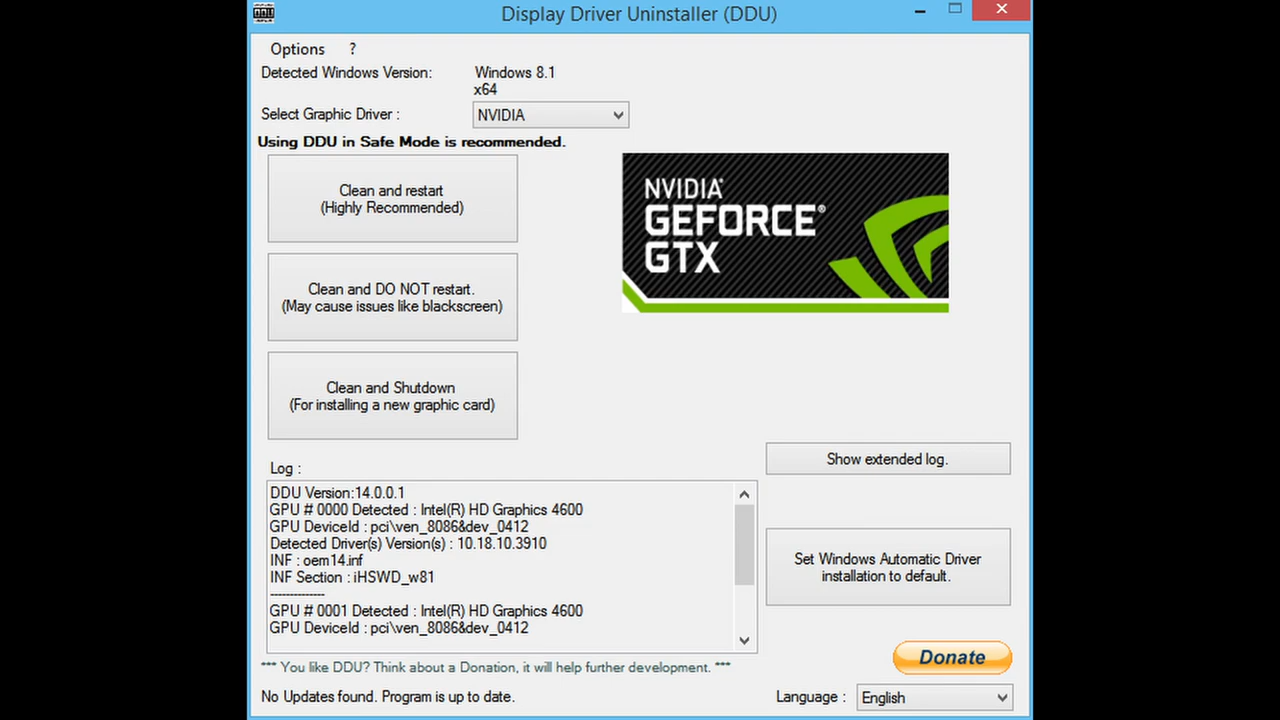 DDU
Display Driver Uninstaller (DDU)
Options ?
Detected Windows Version: Windows 8.1
x64
Select Graphic Driver : NVIDIA
Using DDU in Safe Mode is recommended.
Clean and restart
(Highly Recommended)
NVIDIA
GEFORCE®
GTX
Clean and DO NOT restart.
(May cause issues like blackscreen)
Clean and Shutdown
(For installing a new graphic card)
Show extended log.
Log :
DDU Version:14.0.0.1
GPU # 0000 Detected : Intel(R) HD Graphics 4600
GPU DeviceId : pci\ven_8086&dev_0412
Detected Driver(s) Version(s) : 10.18.10.3910
INF : oem14.inf
INF Section : iHSWD_w81
--------------
GPU # 0001 Detected : Intel(R) HD Graphics 4600
GPU DeviceId : pci\ven_8086&dev_0412
Set Windows Automatic Driver
installation to default.
*** You like DDU? Think about a Donation, it will help further development. ***
Donate
No Updates found. Program is up to date.
Language : English